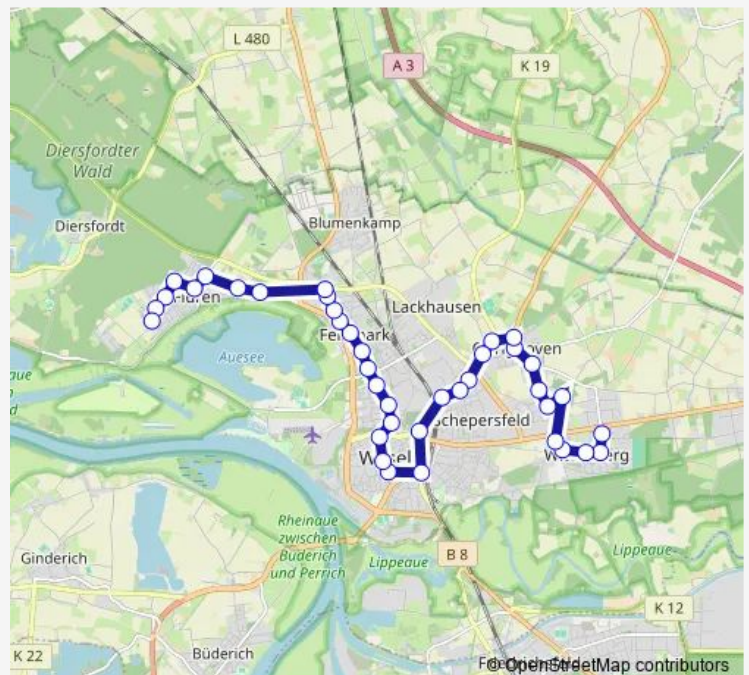 L 480
A 3
K 19
Diersfordter
Wald
Diersfordt
Blumenkamp
Lackhausen
Auesee
Schepersfeld
Wesel
Rheinaue
zwischen
Büderich
und Perrich
Lippeaue
Lippeaue
B 8
Ginderich
K 12
Büderich
K 22
© OpenStreetMap contributors